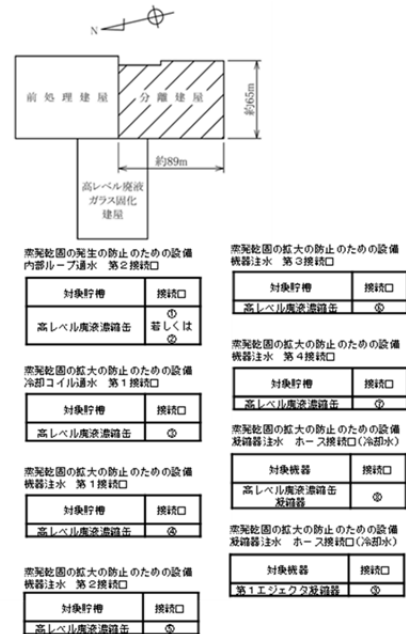 N
前処理建屋
分離建屋
約65m
約89m
高レベル廃液
ガラス固化
建屋
蒸発乾固の発生の防止のための設備
内部ループ通水 第2接続口
対象貯槽 接続口
高レベル廃液濃縮缶 ① 若しくは ②
蒸発乾固の拡大の防止のための設備
冷却コイル通水 第1接続口
対象貯槽 接続口
高レベル廃液濃縮缶 ③
蒸発乾固の拡大の防止のための設備
機器注水 第1接続口
対象貯槽 接続口
高レベル廃液濃縮缶 ④
蒸発乾固の拡大の防止のための設備
機器注水 第2接続口
対象貯槽 接続口
高レベル廃液濃縮缶 ⑤
蒸発乾固の拡大の防止のための設備
機器注水 第3接続口
対象貯槽 接続口
高レベル廃液濃縮缶 ⑥
蒸発乾固の拡大の防止のための設備
機器注水 第4接続口
対象貯槽 接続口
高レベル廃液濃縮缶 ⑦
蒸発乾固の拡大の防止のための設備
凝縮器注水 ホース接続口(冷却水)
対象機器 接続口
高レベル廃液濃縮缶
凝縮器 ⑧
蒸発乾固の拡大の防止のための設備
凝縮器注水 ホース接続口(冷却水)
対象機器 接続口
第1エジェクタ凝縮器